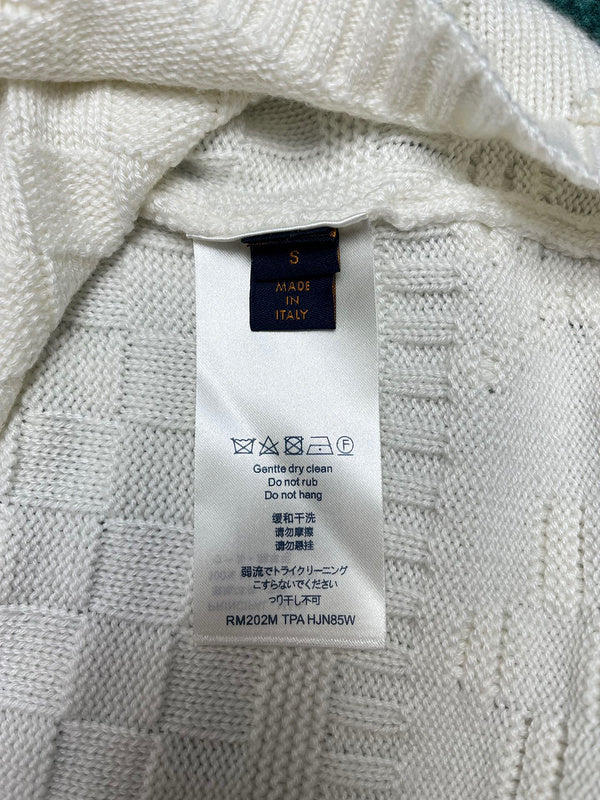 S
MADE
IN
ITALY
F
Gentte dry clean
Do not rub
Do not hang
缓和干洗
请勿摩擦
请勿悬挂
弱流でトライクリーニング
こすらないでください
つり干し不可
RM202M TPA HJN85W